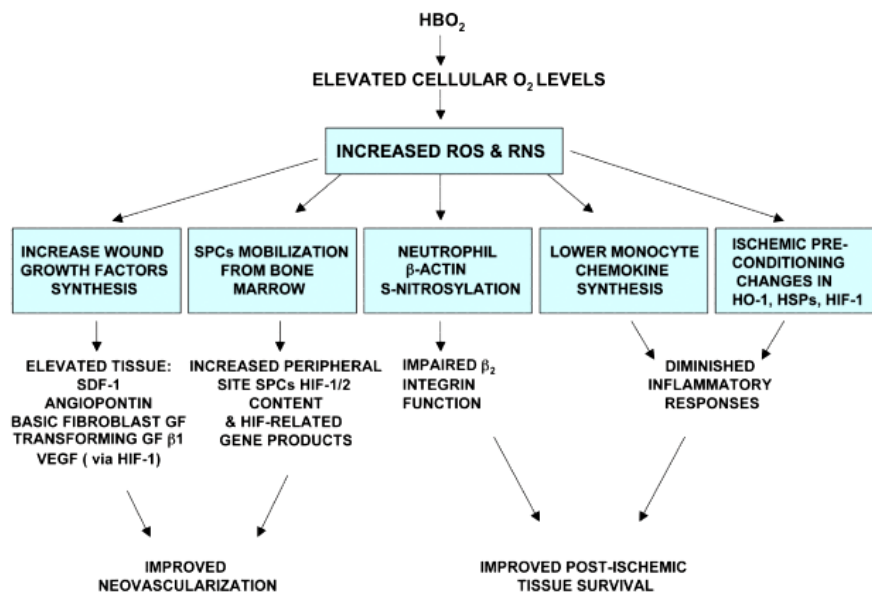 HBO2
ELEVATED CELLULAR O2 LEVELS
INCREASED ROS & RNS
INCREASE WOUND
GROWTH FACTORS
SYNTHESIS
SPCs MOBILIZATION
FROM BONE
MARROW
NEUTROPHIL
β-ACTIN
S-NITROSYLATION
LOWER MONOCYTE
CHEMOKINE
SYNTHESIS
ISCHEMIC PRE-
CONDITIONING
CHANGES IN
HO-1, HSPs, HIF-1
ELEVATED TISSUE:
SDF-1
ANGIOPONTIN
BASIC FIBROBLAST GF
TRANSFORMING GF β1
VEGF ( via HIF-1)
INCREASED PERIPHERAL
SITE SPCs HIF-1/2
CONTENT
& HIF-RELATED
GENE PRODUCTS
IMPAIRED β2
INTEGRIN
FUNCTION
DIMINISHED
INFLAMMATORY
RESPONSES
IMPROVED
NEOVASCULARIZATION
IMPROVED POST-ISCHEMIC
TISSUE SURVIVAL